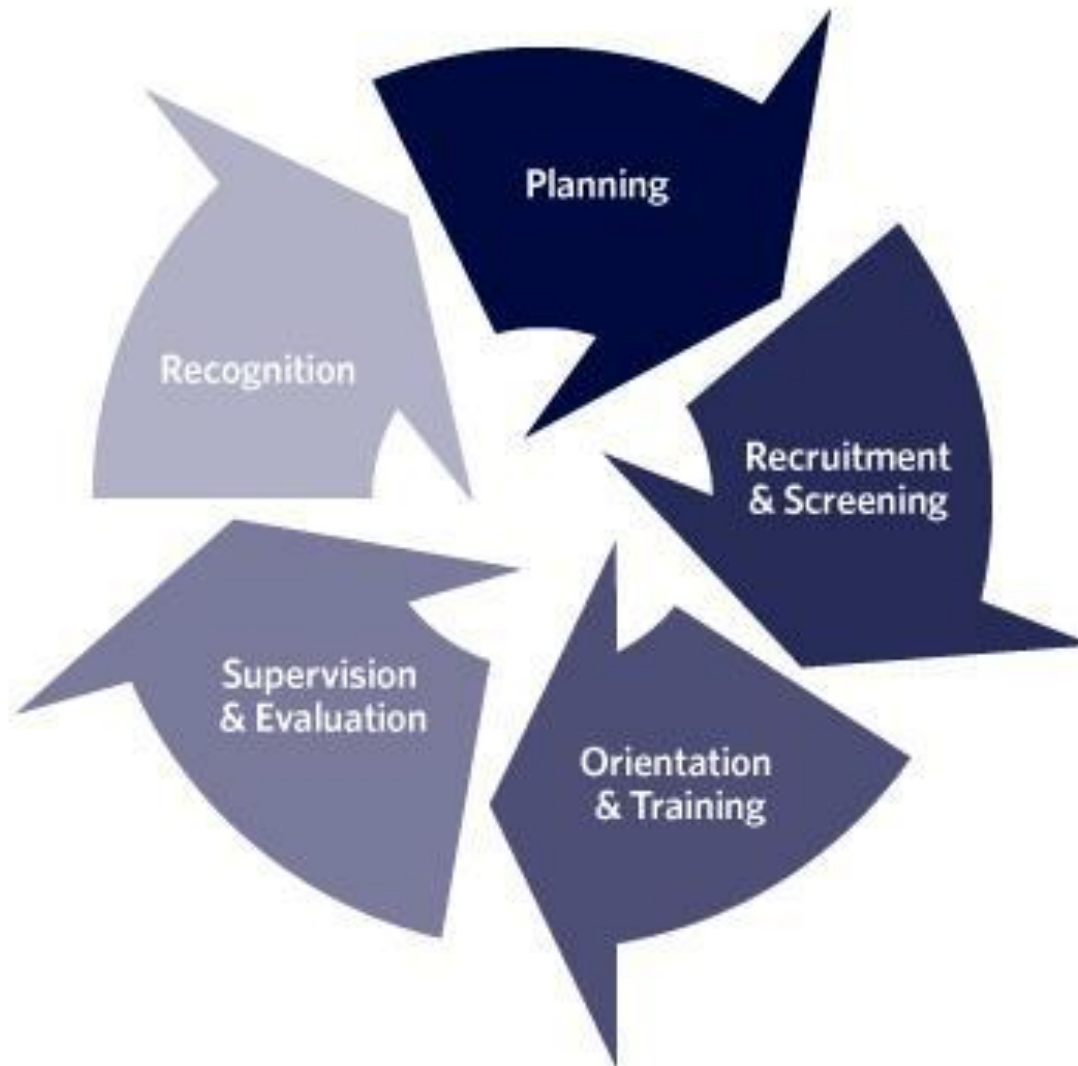 Planning
Recruitment
& Screening
Orientation
& Training
Supervision
& Evaluation
Recognition